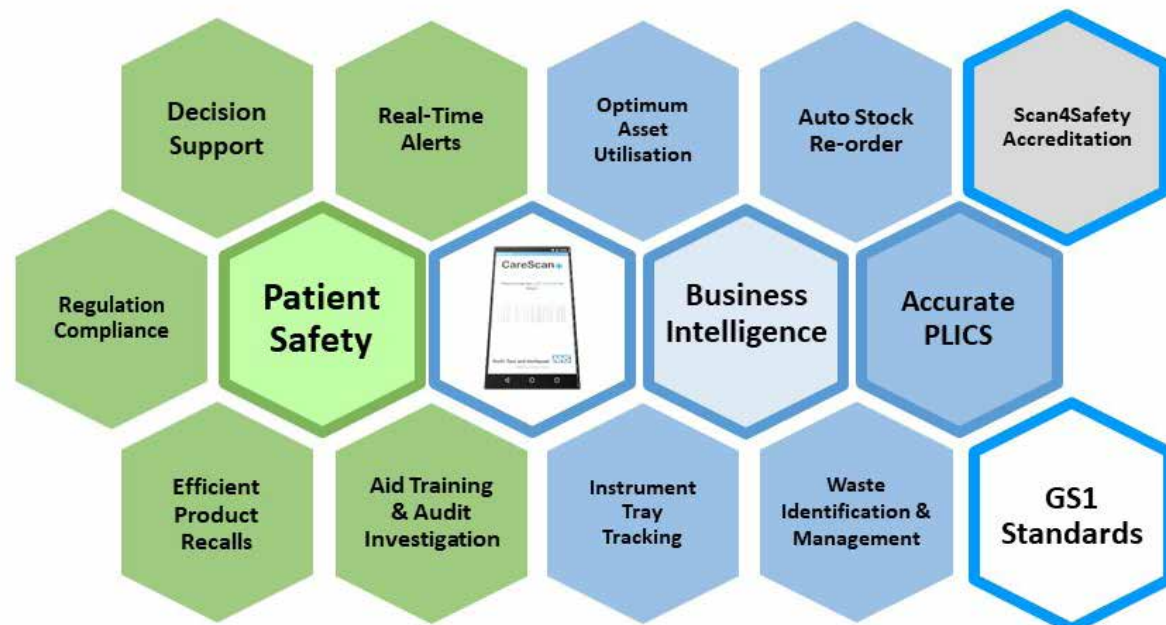 Decision
Support
Real-Time
Alerts
Optimum
Asset
Utilisation
Auto Stock
Re-order
Scan4Safety
Accreditation
Regulation
Compliance
Patient
Safety
CareScan+
NHS
Business
Intelligence
Accurate
PLICS
Efficient
Product
Recalls
Aid Training
& Audit
Investigation
Instrument
Tray
Tracking
Waste
Identification &
Management
GS1
Standards